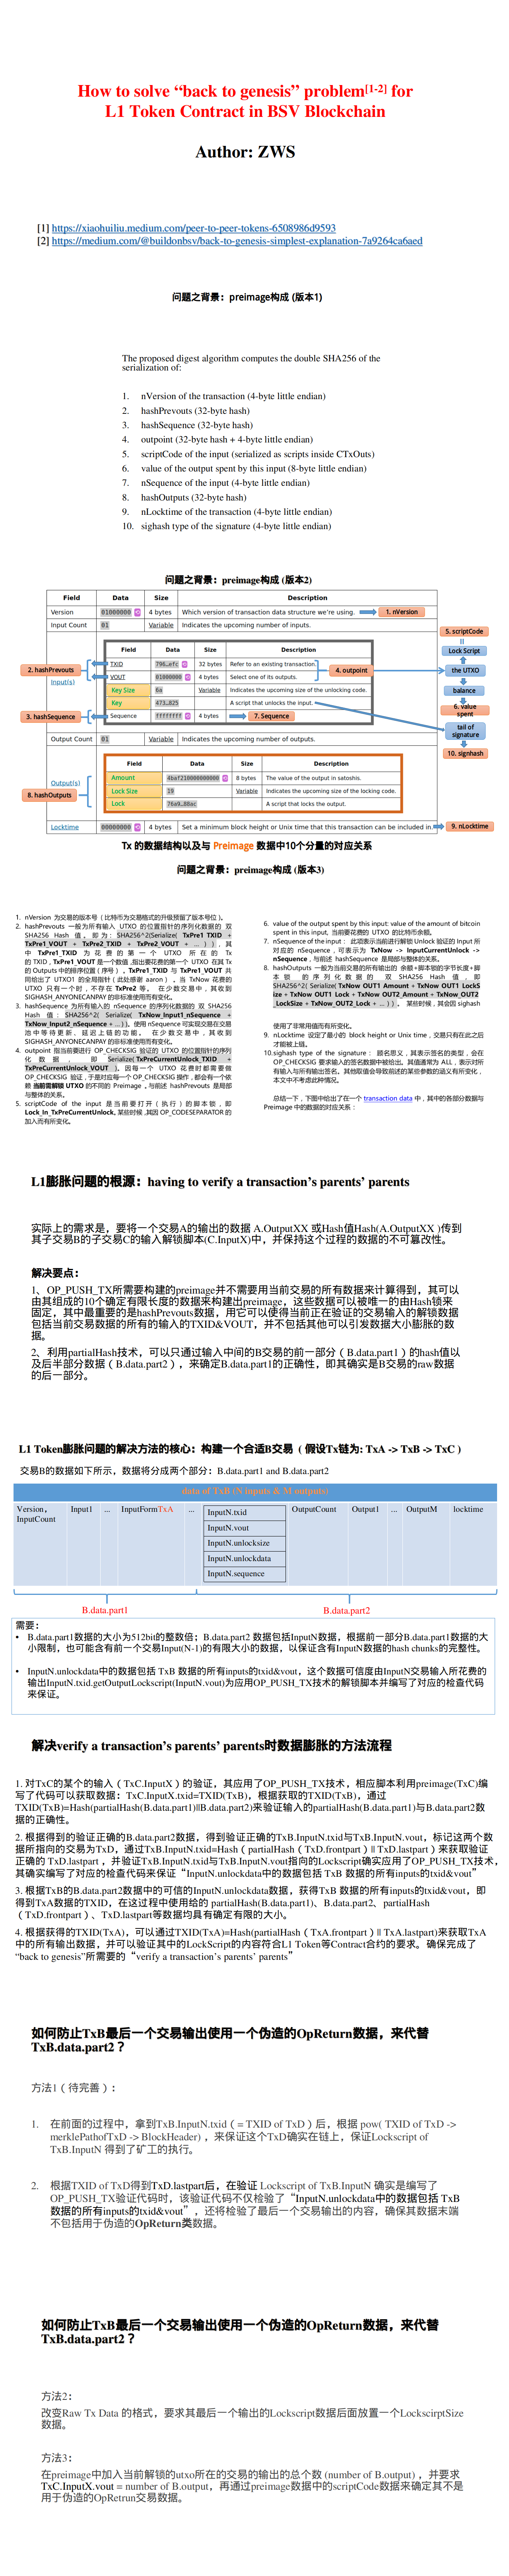 How to solve “back to genesis” problem[1-2] for
L1 Token Contract in BSV Blockchain
Author: ZWS
[1] https://xiaohuiliu.medium.com/peer-to-peer-tokens-6508986d9593
[2] https://medium.com/@buildonbsv/back-to-genesis-simplest-explanation-7a9264ca6aed
问题之背景：preimage构成 (版本1)
The proposed digest algorithm computes the double SHA256 of the
serialization of:
1. nVersion of the transaction (4-byte little endian)
2. hashPrevouts (32-byte hash)
3. hashSequence (32-byte hash)
4. outpoint (32-byte hash + 4-byte little endian)
5. scriptCode of the input (serialized as scripts inside CTxOuts)
6. value of the output spent by this input (8-byte little endian)
7. nSequence of the input (4-byte little endian)
8. hashOutputs (32-byte hash)
9. nLocktime of the transaction (4-byte little endian)
10. sighash type of the signature (4-byte little endian)
问题之背景：preimage构成 (版本2)
Field Data Size Description
Version 01000000 4 bytes Which version of transaction data structure we're using. 1. nVersion
Input Count 01 Variable Indicates the upcoming number of inputs.
5. scriptCode
=
Lock Script
Field Data Size Description
2. hashPrevouts
Input(s)
TXID 796…efc 32 bytes Refer to an existing transaction.
VOUT 01000000 4 bytes Select one of its outputs.
4. outpoint
the UTXO
Key Size 6a Variable Indicates the upcoming size of the unlocking code.
balance
Key 473…825 A script that unlocks the input.
6. value
spent
3. hashSequence
Sequence ffffffff 4 bytes 7. Sequence
tail of
signature
10. signhash
Output Count 01 Variable Indicates the upcoming number of outputs.
Field Data Size Description
Output(s)
8. hashOutputs
Amount 4baf210000000000 8 bytes The value of the output in satoshis.
Lock Size 19 Variable Indicates the upcoming size of the locking code.
Lock 76a9…88ac A script that locks the output.
Locktime 00000000 4 bytes Set a minimum block height or Unix time that this transaction can be included in. 9. nLocktime
Tx 的数据结构以及与 Preimage 数据中10个分量的对应关系
问题之背景：preimage构成 (版本3)
1. nVersion 为交易的版本号（比特币为交易格式的升级预留了版本号位）。
2. hashPrevouts 一般为所有输入 UTXO 的位置指针的序列化数据的 双
SHA256 Hash 值。即为：SHA256^2(Serialize( TxPre1_TXID +
TxPre1_VOUT + TxPre2_TXID + TxPre2_VOUT + ... ) )，其
中 TxPre1_TXID 为 花 费 的 第 一 个 UTXO 所 在 的 Tx
的 TXID，TxPre1_VOUT 是一个数值,指出要花费的第一个 UTXO 在其 Tx
的 Outputs 中的排序位置 ( 序号 ) 。TxPre1_TXID 与 TxPre1_VOUT 共
同给出了 UTXO1 的全局指针 ( 此处感谢 aaron ) 。当 TxNow 花费的
UTXO 只有一个时，不存在 TxPre2 等。 在少数交易中，其收到
SIGHASH_ANYONECANPAY 的非标准使用而有变化。
3. hashSequence 为所有输入的 nSequence 的序列化数据的 双 SHA256
Hash 值：SHA256^2( Serialize( TxNow_Input1_nSequence +
TxNow_Input2_nSequence + ... ) )。使用 nSequence 可实现交易在交易
池中等待更新、延迟上链的功能。 在少数交易中，其收到
SIGHASH_ANYONECANPAY 的非标准使用而有变化。
4. outpoint 指当前要进行 OP_CHECKSIG 验证的 UTXO 的位置指针的序列
化 数 据 ， 即 Serialize(TxPreCurrentUnlock_TXID +
TxPreCurrentUnlock_VOUT )。因每一个 UTXO 花费时都需要做
OP_CHECKSIG 验证，于是对应每一个 OP_CHECKSIG 操作，都会有一个依
赖 当前需解锁 UTXO 的不同的 Preimage 。与前述 hashPrevouts 是局部
与整体的关系。
5. scriptCode of the input 是当前要打开（执行）的脚本锁，即
Lock_In_TxPreCurrentUnlock。某些时候,其因 OP_CODESEPARATOR 的
加入而有所变化。
6. value of the output spent by this input: value of the amount of bitcoin
spent in this input, 当前要花费的 UTXO 的比特币余额。
7. nSequence of the input ： 此项表示当前进行解锁 Unlock 验证的 Input 所
对应的 nSequence，可表示为 TxNow -> InputCurrentUnlock ->
nSequence，与前述 hashSequence 是局部与整体的关系。
8. hashOutputs 一般为当前交易的所有输出的 余额+脚本锁的字节长度+脚
本 锁 的序列化数据的 双 SHA256 Hash 值，即
SHA256^2( Serialize( TxNow OUT1 Amount + TxNow OUT1 LockS
ize + TxNow OUT1 Lock + TxNow OUT2_Amount + TxNow_OUT2
_LockSize + TxNow_OUT2_Lock + ... ) )。 某些时候，其会因 sighash
使用了非常用值而有所变化。
9. nLocktime 设定了最小的 block height or Unix time，交易只有在此之后
才能被上链。
10.sighash type of the signature： 顾名思义，其表示签名的类型，会在
OP_CHECKSIG 要求输入的签名数据中被给出。其值通常为 ALL，表示对所
有输入与所有输出签名。其他取值会导致前述的某些参数的涵义有所变化，
本文中不考虑此种情况。
总结一下，下图中给出了在一个 transaction data 中，其中的各部分数据与
Preimage 中的数据的对应关系：
L1膨胀问题的根源：having to verify a transaction’s parents’ parents
实际上的需求是，要将一个交易A的输出的数据 A.OutputXX 或Hash值Hash(A.OutputXX )传到
其子交易B的子交易C的输入解锁脚本(C.InputX)中，并保持这个过程的数据的不可篡改性。
解决要点：
1、OP_PUSH_TX所需要构建的preimage并不需要用当前交易的所有数据来计算得到，其可以
由其组成的10个确定有限长度的数据来构建出preimage，这些数据可以被唯一的由Hash锁来
固定，其中最重要的是hashPrevouts数据，用它可以使得当前正在验证的交易输入的解锁数据
包括当前交易数据的所有的输入的TXID&VOUT，并不包括其他可以引发数据大小膨胀的数
据。
2、利用partialHash技术，可以只通过输入中间的B交易的前一部分（B.data.part1）的hash值以
及后半部分数据（B.data.part2），来确定B.data.part1的正确性，即其确实是B交易的raw数据
的后一部分。
L1 Token膨胀问题的解决方法的核心：构建一个合适B交易（假设Tx链为: TxA -> TxB -> TxC )
交易B的数据如下所示，数据将分成两个部分：B.data.part1 and B.data.part2
data of TxB (N inputs & M outputs)
Version,
InputCount
Input1 ... InputFormTxA ...
InputN.txid
InputN.vout
InputN.unlocksize
InputN.unlockdata
InputN.sequence
OutputCount Output1 ... OutputM locktime
B.data.part1 B.data.part2
需要：
• B.data.part1数据的大小为512bit的整数倍；B.data.part2 数据包括InputN数据，根据前一部分B.data.part1数据的大
小限制，也可能含有前一个交易Input(N-1)的有限大小的数据，以保证含有InputN数据的hash chunks的完整性。
• InputN.unlockdata中的数据包括 TxB 数据的所有inputs的txid&vout，这个数据可信度由InputN交易输入所花费的
输出InputN.txid.getOutputLockscript(InputN.vout)为应用OP_PUSH_TX技术的解锁脚本并编写了对应的检查代码
来保证。
解决verify a transaction’s parents’ parents时数据膨胀的方法流程
1. 对TxC的某个的输入（TxC.InputX）的验证，其应用了OP_PUSH_TX技术，相应脚本利用preimage(TxC)编
写了代码可以获取数据：TxC.InputX.txid=TXID(TxB)，根据获取的TXID(TxB)，通过
TXID(TxB)=Hash(partialHash(B.data.part1)||B.data.part2)来验证输入的partialHash(B.data.part1)与B.data.part2数
据的正确性。
2. 根据得到的验证正确的B.data.part2数据，得到验证正确的TxB.InputN.txid与TxB.InputN.vout，标记这两个数
据所指向的交易为TxD，通过TxB.InputN.txid=Hash（partialHash（TxD.frontpart）|| TxD.lastpart）来获取验证
正确的 TxD.lastpart ，并验证TxB.InputN.txid与TxB.InputN.vout指向的Lockscript确实应用了OP_PUSH_TX技术，
其确实编写了对应的检查代码来保证“InputN.unlockdata中的数据包括 TxB 数据的所有inputs的txid&vout”
3. 根据TxB的B.data.part2数据中的可信的InputN.unlockdata数据，获得TxB 数据的所有inputs的txid&vout，即
得到TxA数据的TXID，在这过程中使用给的 partialHash(B.data.part1)、B.data.part2、partialHash
（TxD.frontpart）、TxD.lastpart等数据均具有确定有限的大小。
4. 根据获得的TXID(TxA)，可以通过TXID(TxA)=Hash(partialHash（TxA.frontpart）|| TxA.lastpart)来获取TxA
中的所有输出数据，并可以验证其中的LockScript的内容符合L1 Token等Contract合约的要求。确保完成了
“back to genesis”所需要的“verify a transaction’s parents’ parents”
如何防止TxB最后一个交易输出使用一个伪造的OpReturn数据，来代替
TxB.data.part2？
方法1（待完善）：
1. 在前面的过程中，拿到TxB.InputN.txid（= TXID of TxD）后，根据 pow( TXID of TxD ->
merklePathofTxD -> BlockHeader) ，来保证这个TxD确实在链上，保证Lockscript of
TxB.InputN 得到了矿工的执行。
2. 根据TXID of TxD得到TxD.lastpart后，在验证 Lockscript of TxB.InputN 确实是编写了
OP_PUSH_TX验证代码时，该验证代码不仅检验了“InputN.unlockdata中的数据包括 TxB
数据的所有inputs的txid&vout”，还将检验了最后一个交易输出的内容，确保其数据末端
不包括用于伪造的OpReturn类数据。
如何防止TxB最后一个交易输出使用一个伪造的OpReturn数据，来代替
TxB.data.part2？
方法2：
改变Raw Tx Data 的格式，要求其最后一个输出的Lockscript数据后面放置一个LockscirptSize
数据。
方法3：
在preimage中加入当前解锁的utxo所在的交易的输出的总个数 (number of B.output) ，并要求
TxC.InputX.vout = number of B.output，再通过preimage数据中的scriptCode数据来确定其不是
用于伪造的OpRetrun交易数据。